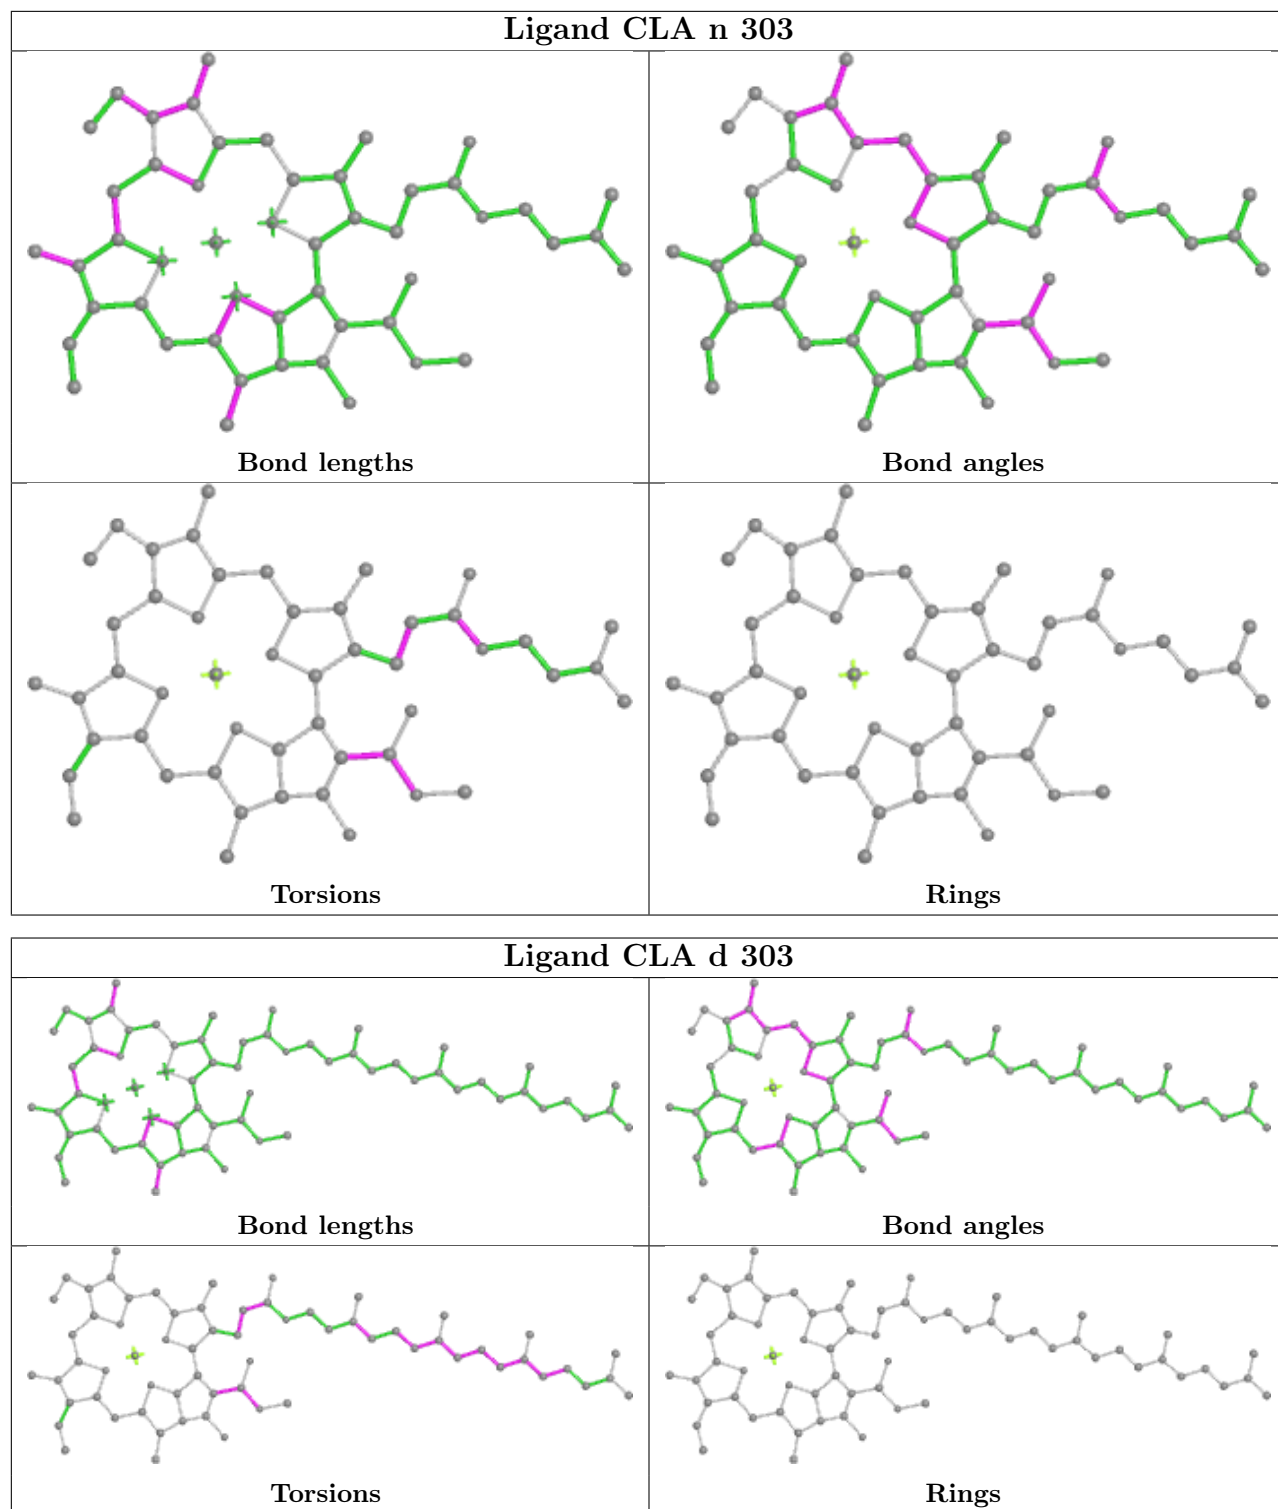 Ligand CLA n 303
Bond lengths
Bond angles
Torsions
Rings
Ligand CLA d 303
Bond lengths
Bond angles
Torsions
Rings